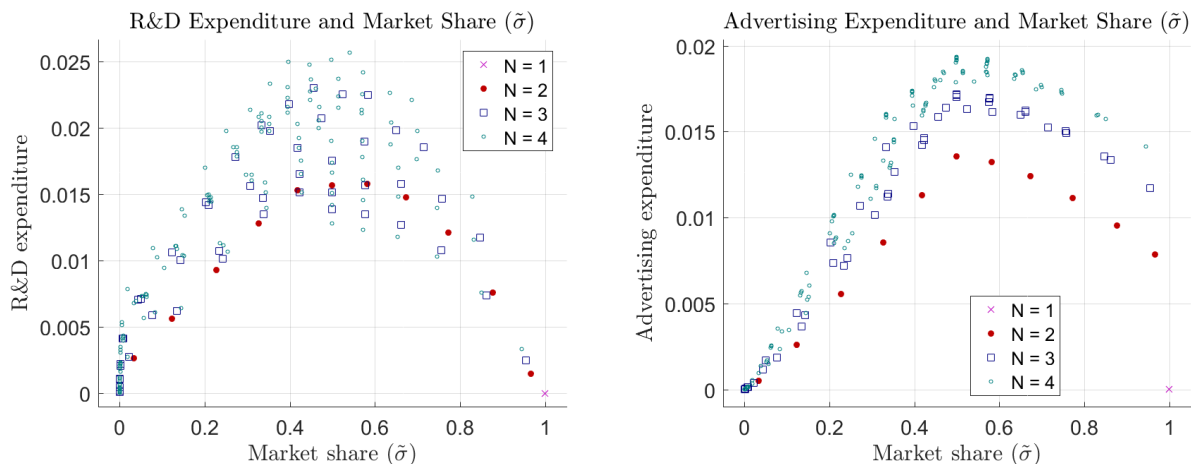 R&D Expenditure and Market Share (σ̃)
R&D expenditure
0.025
0.02
0.015
0.01
0.005
0
N = 1
N = 2
N = 3
N = 4
0 0.2 0.4 0.6 0.8 1
Market share (σ̃)
Advertising Expenditure and Market Share (σ̃)
Advertising expenditure
0.02
0.015
0.01
0.005
0
N = 1
N = 2
N = 3
N = 4
0 0.2 0.4 0.6 0.8 1
Market share (σ̃)